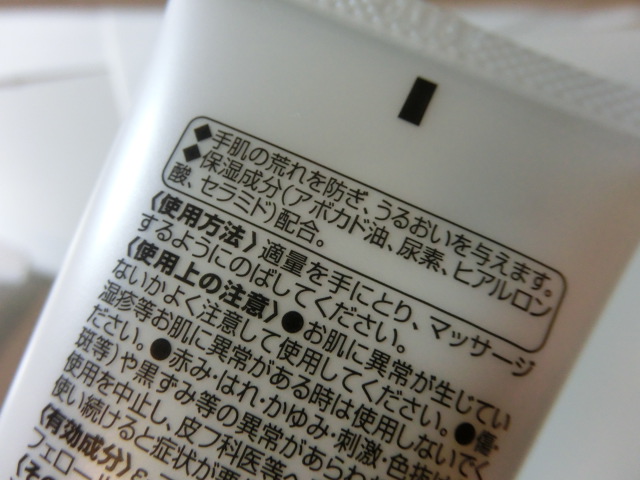 ◆手肌の荒れを防ぎ、うるおいを与えます。
◆保湿成分(アボカド油、尿素、ヒアルロン
酸、セラミド)配合。
〈使用方法〉適量を手にとり、マッサージ
するようにのばしてください。
〈使用上の注意〉●お肌に異常が生じてい
ないかよく注意して使用してください。●傷・
湿疹等お肌に異常がある時は使用しないでく
ださい。●赤み・はれ・かゆみ・刺激・色抜け
斑等)や黒ずみ等の異常があらわ
使用を中止し、皮フ科医等へ
使い続けると症状が悪
〈有効成分〉
フェロー
〈その